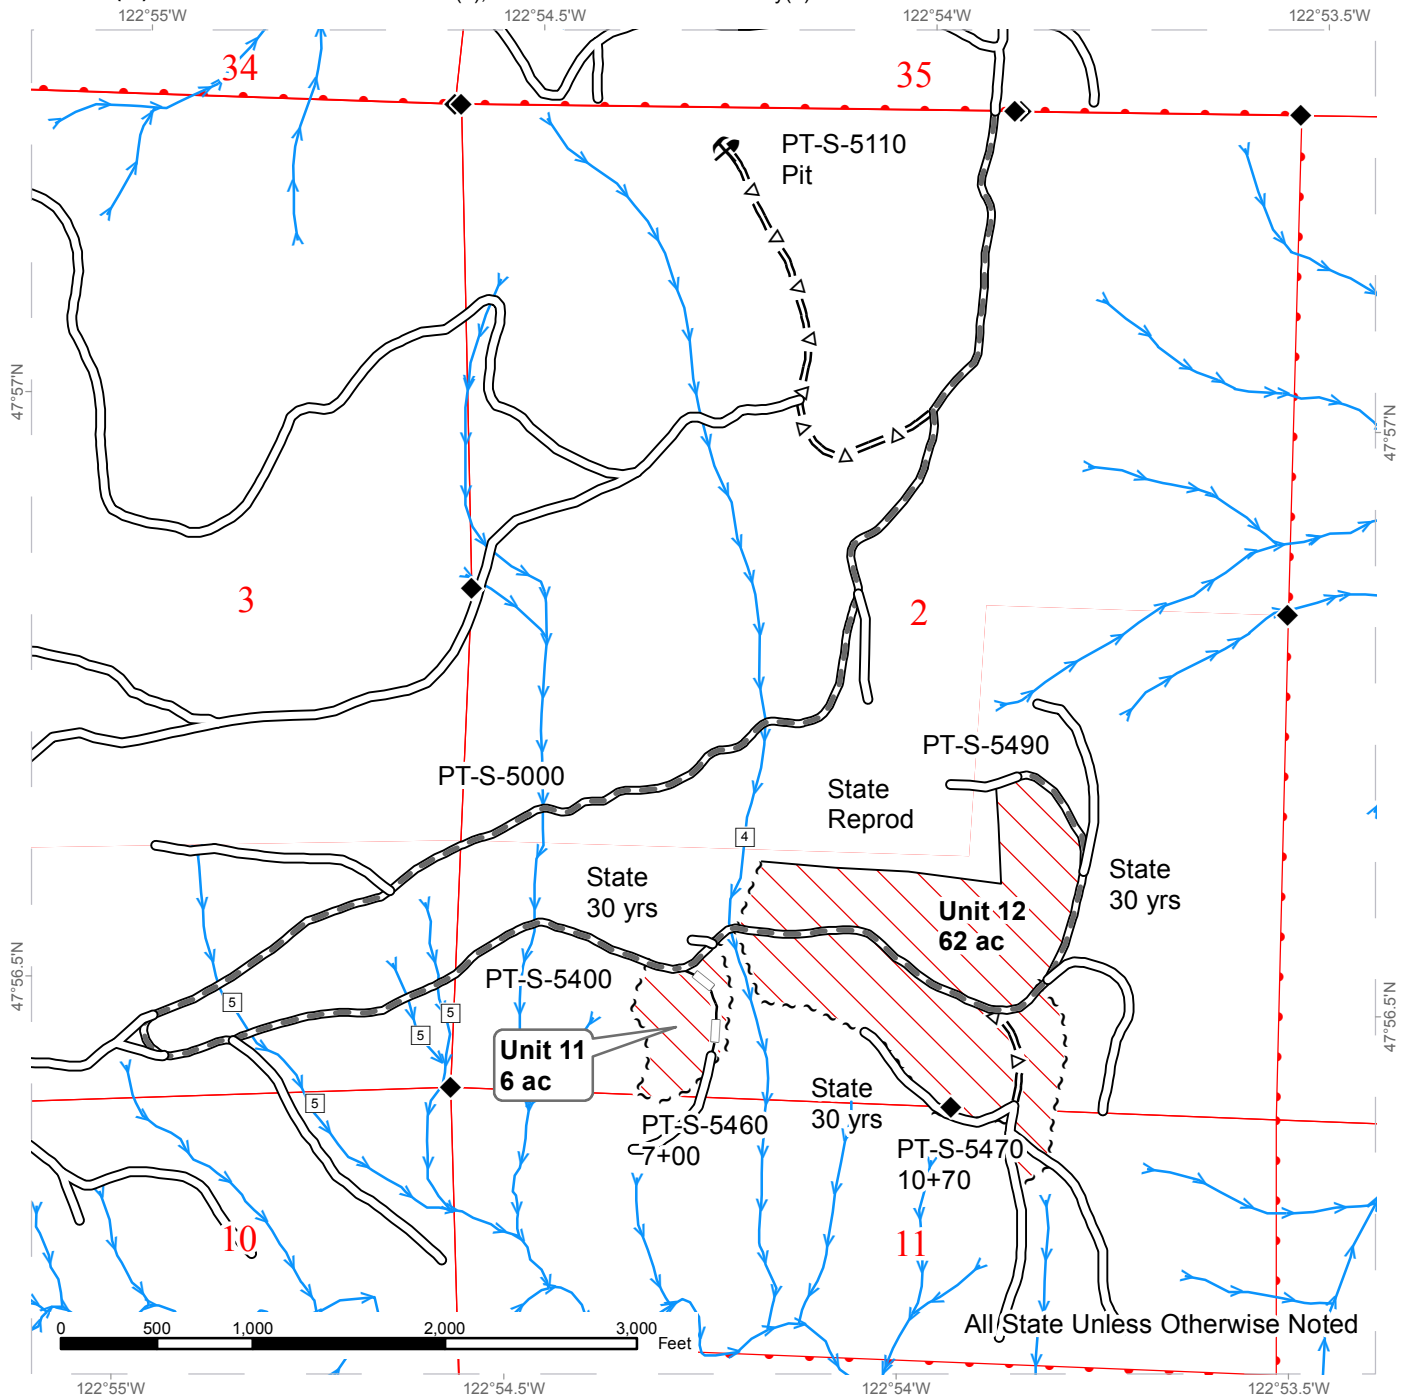 122°55'W
122°54.5'W
122°54'W
122°53.5'W
34
35
PT-S-5110
Pit
47°57'N
47°57'N
3
2
PT-S-5490
PT-S-5000
State
Reprod
4
State
30 yrs
State
30 yrs
Unit 12
62 ac
47°56.5'N
47°56.5'N
PT-S-5400
5
5
5
Unit 11
6 ac
5
State
30 yrs
PT-S-5460
7+00
PT-S-5470
10+70
10
11
All State Unless Otherwise Noted
0
500
1,000
2,000
3,000
Feet
122°55'W
122°54.5'W
122°54'W
122°53.5'W